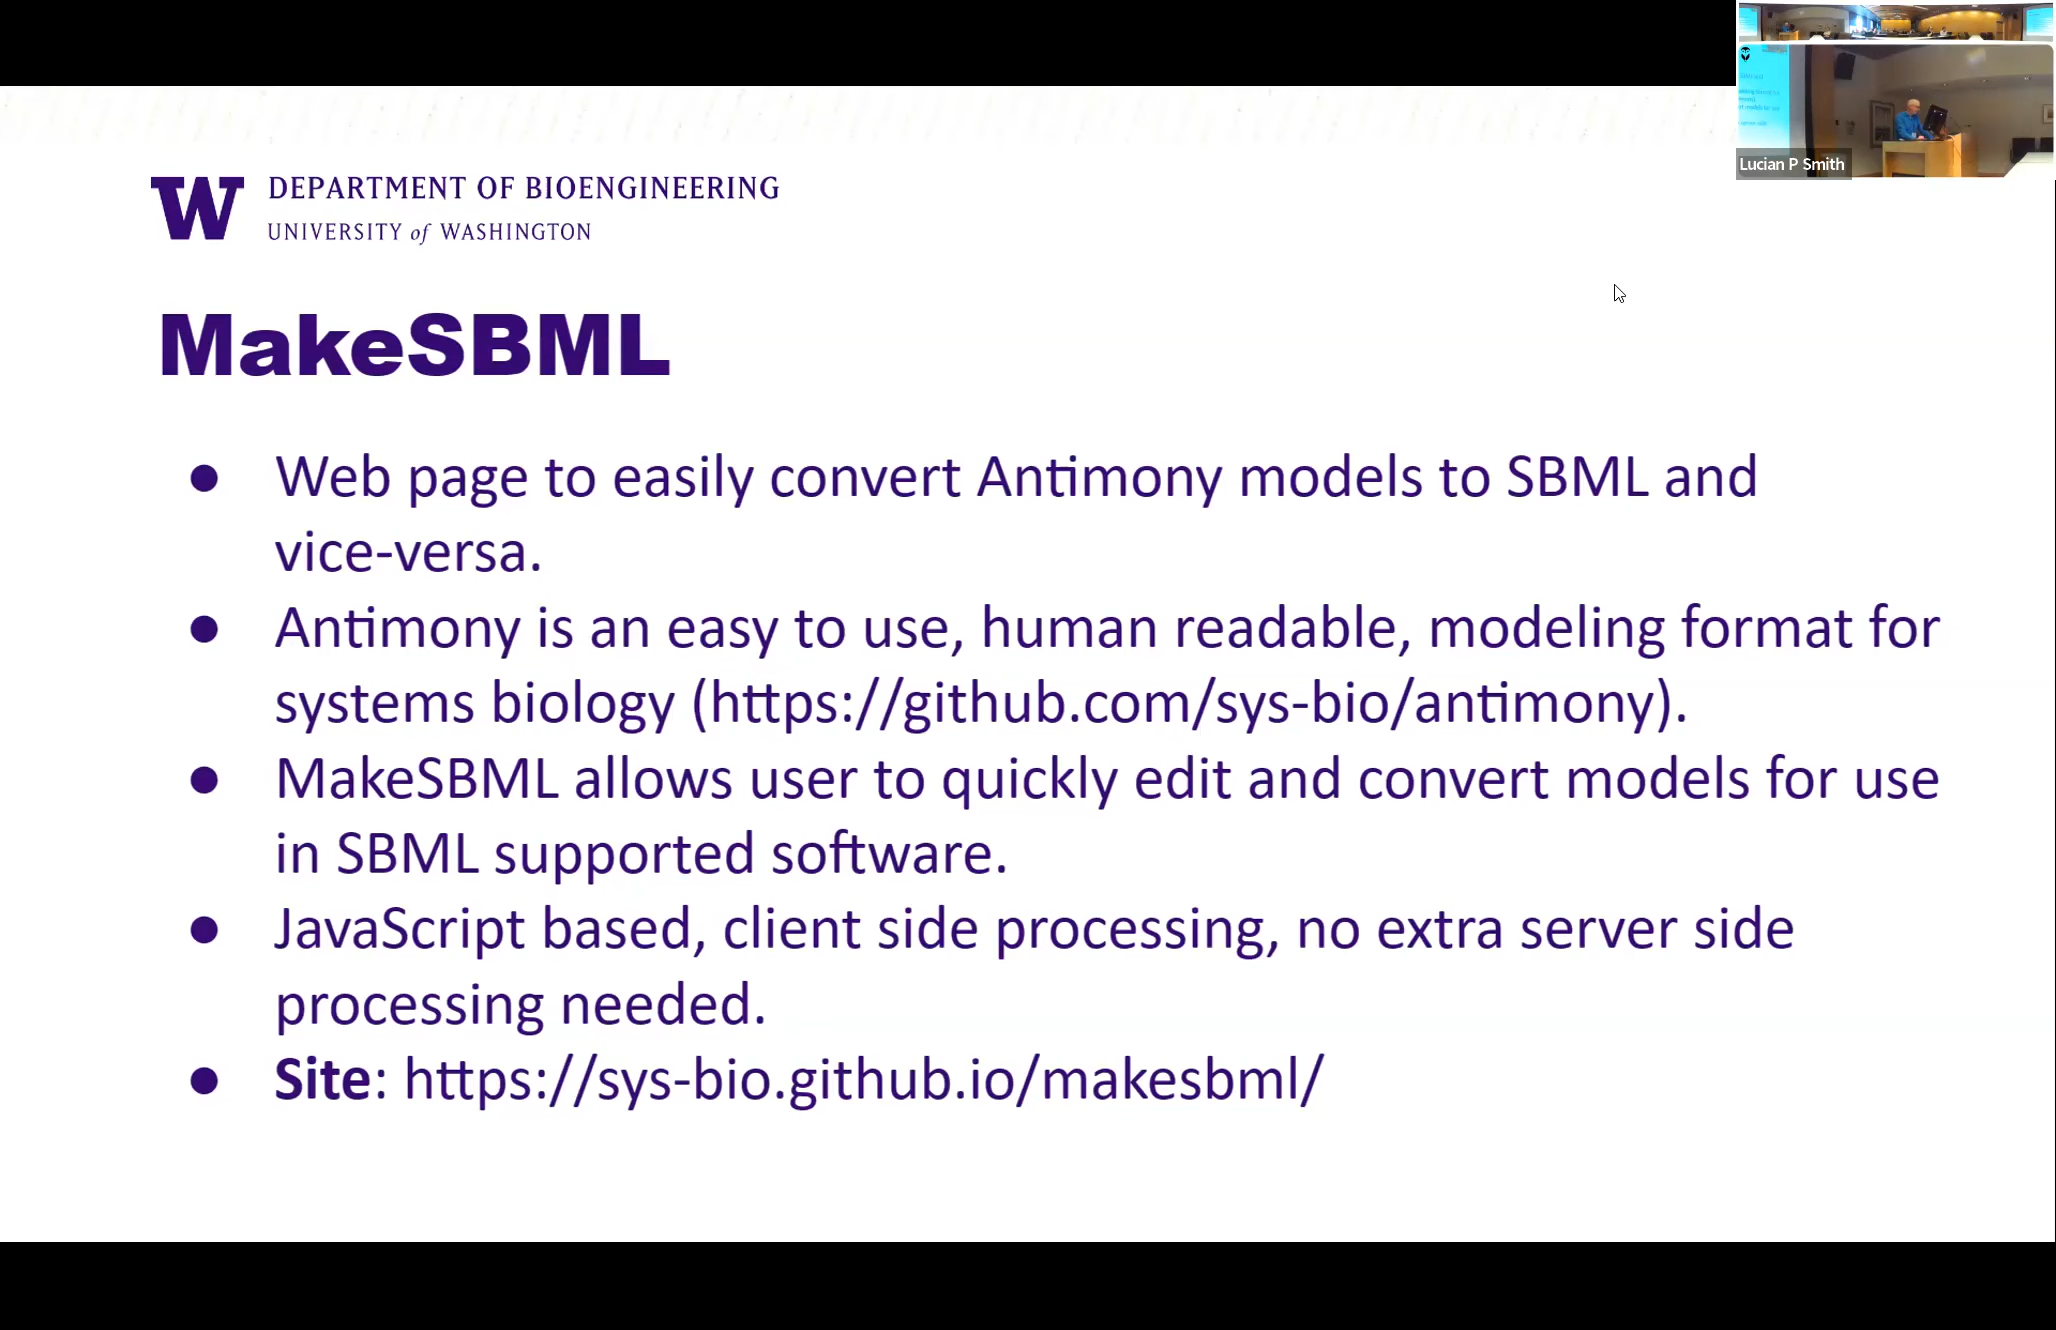 Lucian P Smith
W DEPARTMENT OF BIOENGINEERING
UNIVERSITY of WASHINGTON
MakeSBML
● Web page to easily convert Antimony models to SBML and
vice-versa.
● Antimony is an easy to use, human readable, modeling format for
systems biology (https://github.com/sys-bio/antimony).
● MakeSBML allows user to quickly edit and convert models for use
in SBML supported software.
● JavaScript based, client side processing, no extra server side
processing needed.
● Site: https://sys-bio.github.io/makesbml/